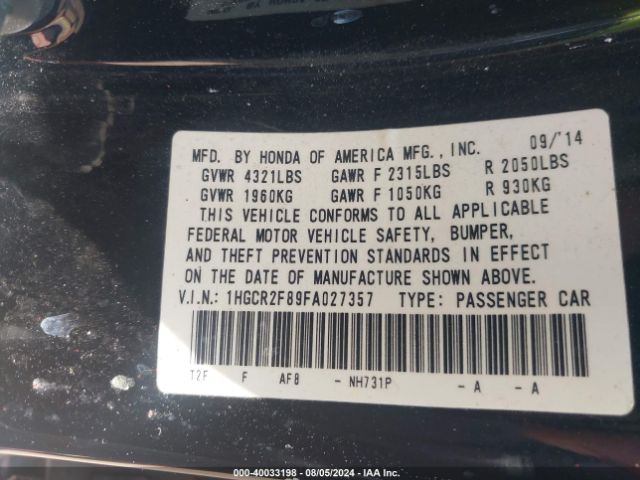 MFD. BY HONDA OF AMERICA MFG., INC. 09/'14
GVWR 4321LBS GAWR F 2315LBS R 2050LBS
GVWR 1960KG GAWR F 1050KG R 930KG
THIS VEHICLE CONFORMS TO ALL APPLICABLE
FEDERAL MOTOR VEHICLE SAFETY, BUMPER,
AND THEFT PREVENTION STANDARDS IN EFFECT
ON THE DATE OF MANUFACTURE SHOWN ABOVE.
V.I.N.: 1HGCR2F89FA027357 TYPE: PASSENGER CAR
T2F F AF8 - NH731P - A - A
000-40033198 - 08/05/2024 - IAA Inc.